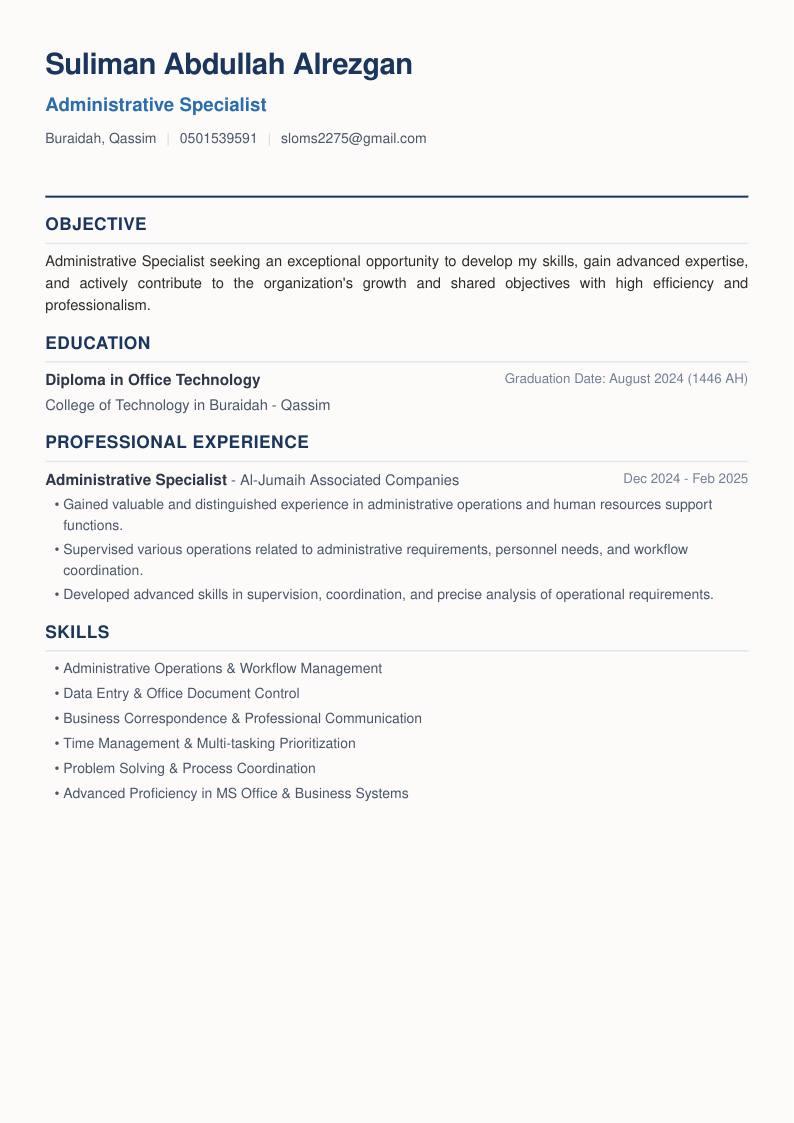 Suliman Abdullah Alrezgan
Administrative Specialist
Buraidah, Qassim | 0501539591 | sloms2275@gmail.com
OBJECTIVE
Administrative Specialist seeking an exceptional opportunity to develop my skills, gain advanced expertise,
and actively contribute to the organization's growth and shared objectives with high efficiency and
professionalism.
EDUCATION
Diploma in Office Technology Graduation Date: August 2024 (1446 AH)
College of Technology in Buraidah - Qassim
PROFESSIONAL EXPERIENCE
Administrative Specialist - Al-Jumaih Associated Companies Dec 2024 - Feb 2025
• Gained valuable and distinguished experience in administrative operations and human resources support
functions.
• Supervised various operations related to administrative requirements, personnel needs, and workflow
coordination.
• Developed advanced skills in supervision, coordination, and precise analysis of operational requirements.
SKILLS
• Administrative Operations & Workflow Management
• Data Entry & Office Document Control
• Business Correspondence & Professional Communication
• Time Management & Multi-tasking Prioritization
• Problem Solving & Process Coordination
• Advanced Proficiency in MS Office & Business Systems